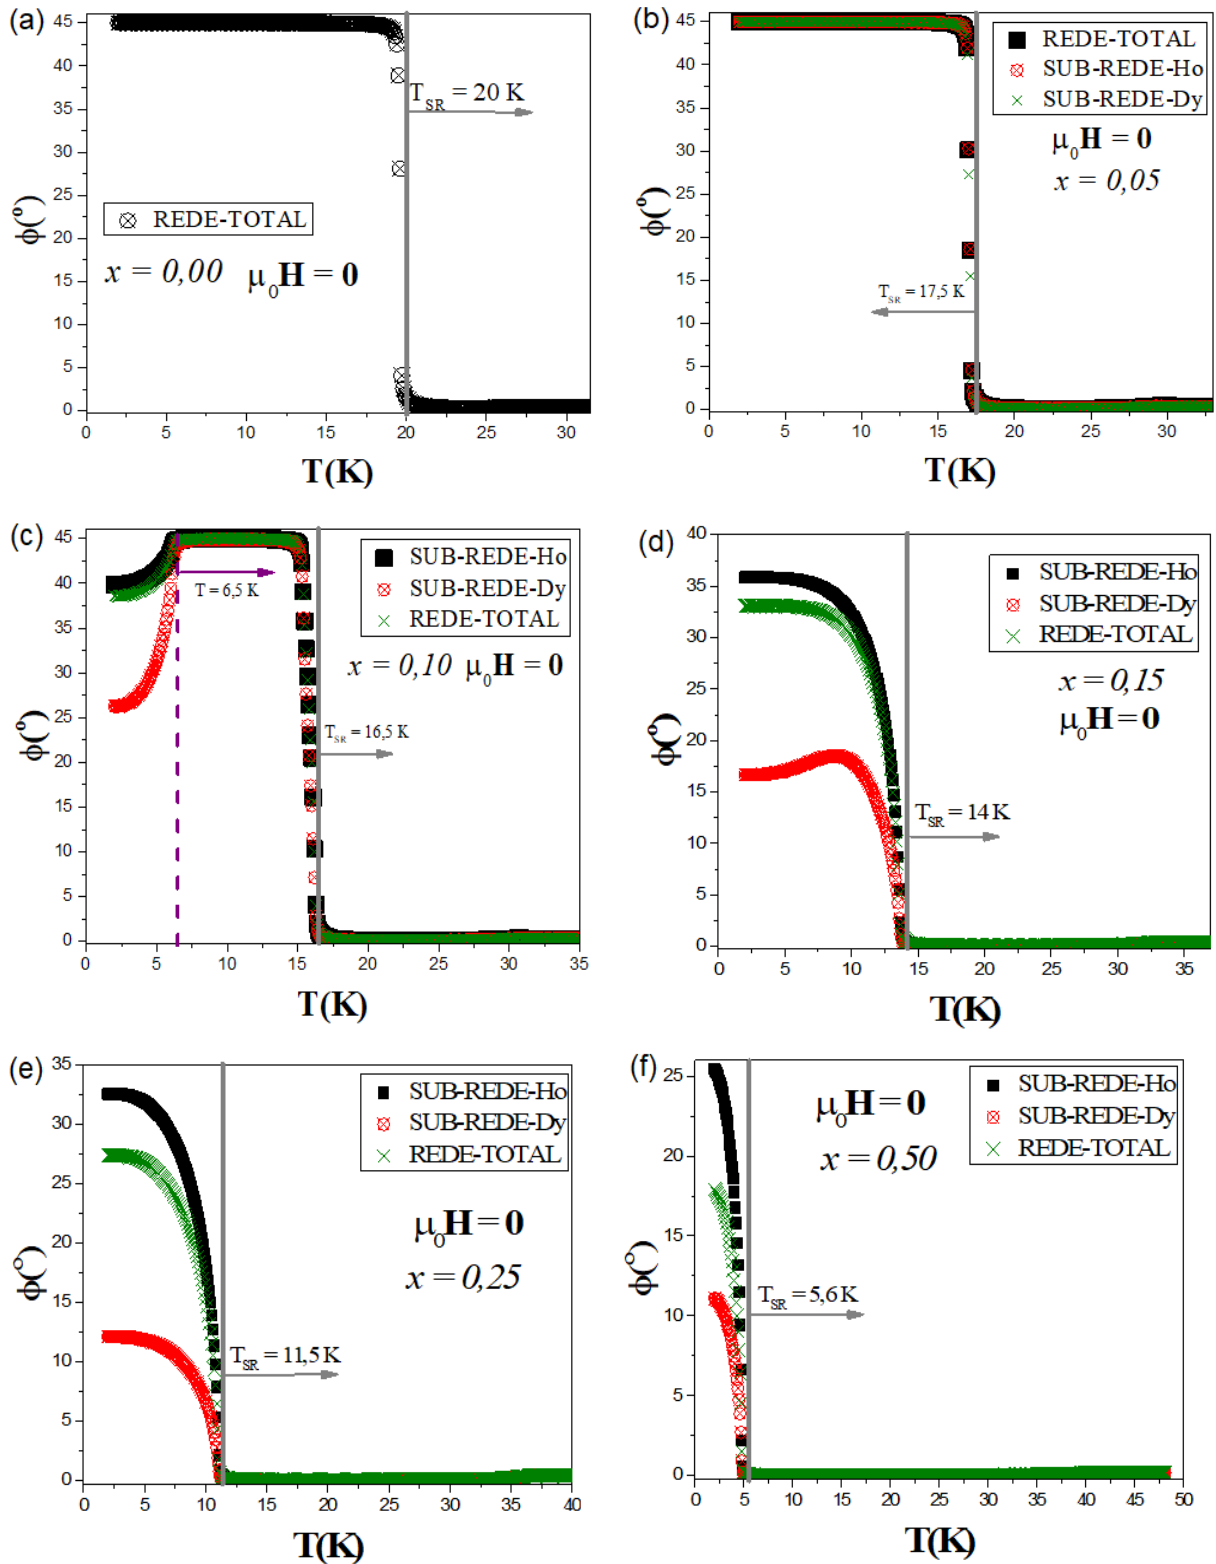 (a)
45
40
35
30
25
20
15
10
5
0
ϕ(º)
T_SR = 20 K
REDE-TOTAL
x = 0,00 μ₀H = 0
0 5 10 15 20 25 30
T(K)
(b)
45
40
35
30
25
20
15
10
5
0
ϕ(º)
REDE-TOTAL
SUB-REDE-Ho
SUB-REDE-Dy
μ₀H = 0
x = 0,05
T_SR = 17,5 K
0 5 10 15 20 25 30
T(K)
(c)
45
40
35
30
25
20
15
10
5
0
ϕ(º)
SUB-REDE-Ho
SUB-REDE-Dy
REDE-TOTAL
T = 6,5 K
x = 0,10 μ₀H = 0
T_SR = 16,5 K
0 5 10 15 20 25 30 35
T(K)
(d)
40
35
30
25
20
15
10
5
0
ϕ(º)
SUB-REDE-Ho
SUB-REDE-Dy
REDE-TOTAL
x = 0,15
μ₀H = 0
T_SR = 14 K
0 5 10 15 20 25 30 35
T(K)
(e)
35
30
25
20
15
10
5
0
ϕ(º)
SUB-REDE-Ho
SUB-REDE-Dy
REDE-TOTAL
μ₀H = 0
x = 0,25
T_SR = 11,5 K
0 5 10 15 20 25 30 35 40
T(K)
(f)
25
20
15
10
5
0
ϕ(º)
SUB-REDE-Ho
SUB-REDE-Dy
REDE-TOTAL
μ₀H = 0
x = 0,50
T_SR = 5,6 K
0 5 10 15 20 25 30 35 40 45 50
T(K)